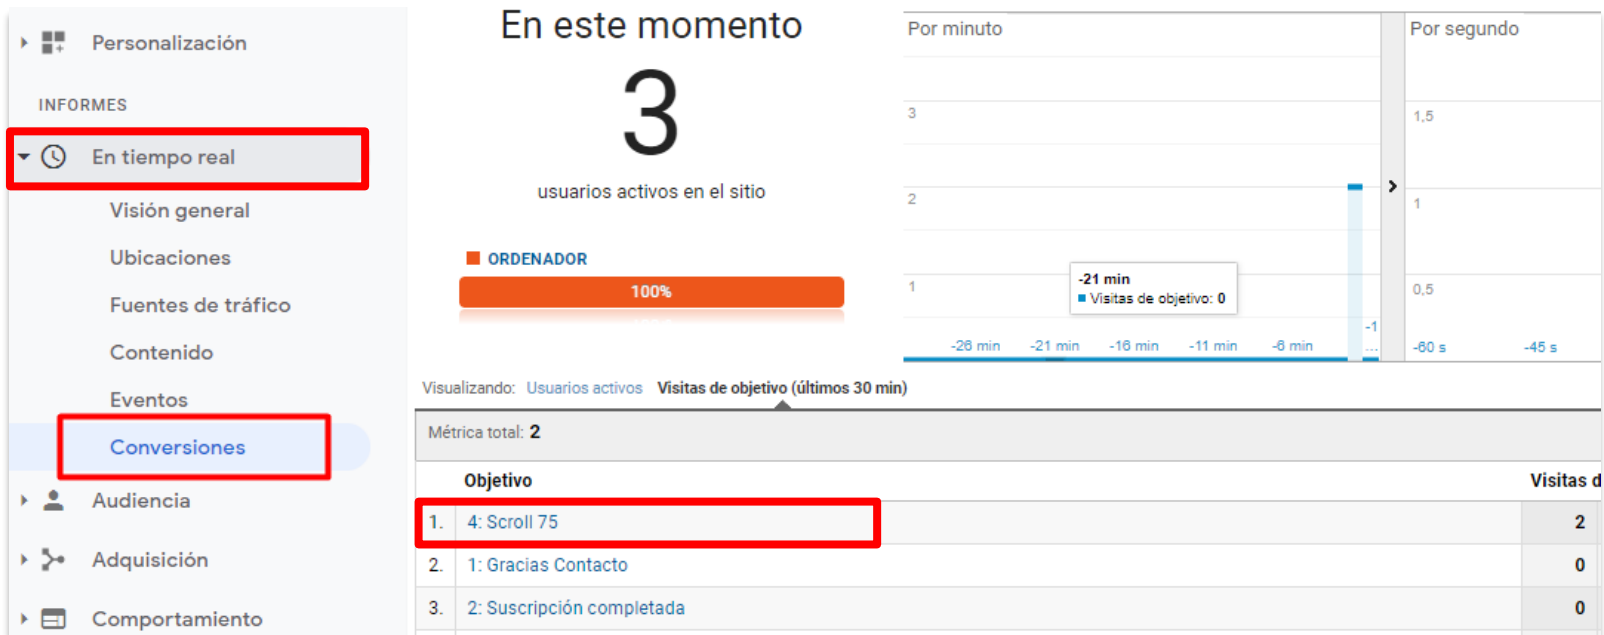 Personalización
INFORMES
En tiempo real
Visión general
Ubicaciones
Fuentes de tráfico
Contenido
Eventos
Conversiones
Audiencia
Adquisición
Comportamiento
En este momento
3
usuarios activos en el sitio
ORDENADOR
100%
Por minuto
3
2
1
-21 min
Visitas de objetivo: 0
-26 min -21 min -16 min -11 min -6 min -1 ...
Por segundo
1,5
1
0,5
-60 s -45 s
Visualizando: Usuarios activos Visitas de objetivo (últimos 30 min)
Métrica total: 2
Objetivo Visitas d
1. 4: Scroll 75 2
2. 1: Gracias Contacto 0
3. 2: Suscripción completada 0